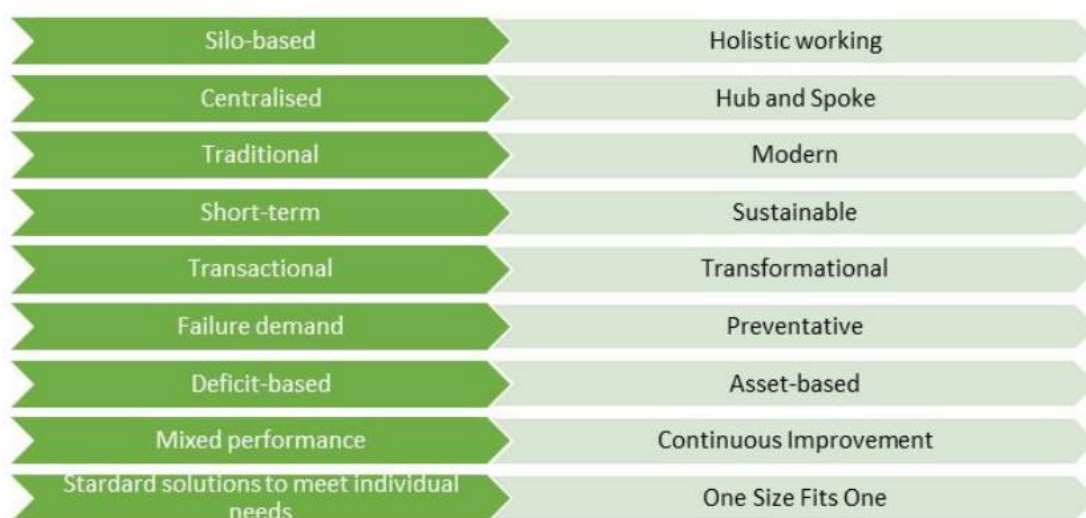 Silo-based
Holistic working
Centralised
Hub and Spoke
Traditional
Modern
Short-term
Sustainable
Transactional
Transformational
Failure demand
Preventative
Deficit-based
Asset-based
Mixed performance
Continuous Improvement
Stardard solutions to meet individual
needs
One Size Fits One